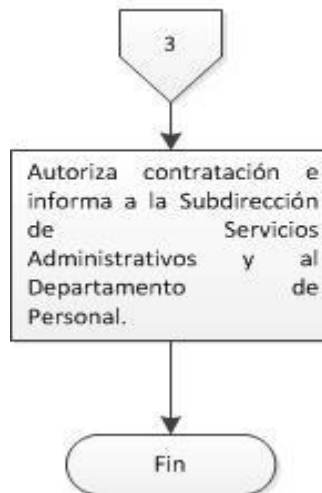 3
Autoriza contratación e
informa a la Subdirección
de Servicios
Administrativos y al
Departamento de
Personal.
Fin